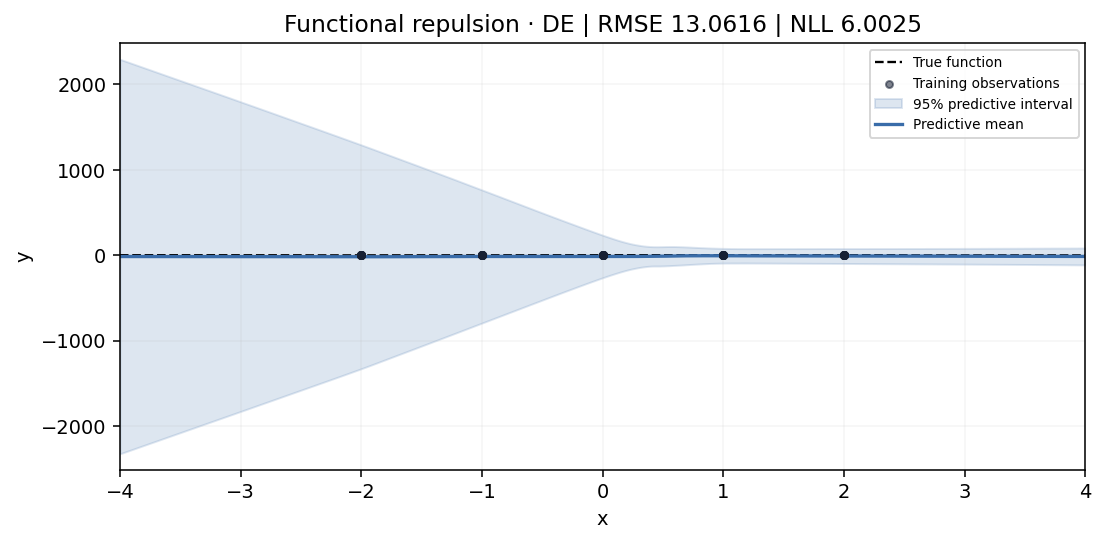 Functional repulsion · DE | RMSE 13.0616 | NLL 6.0025
True function
Training observations
95% predictive interval
Predictive mean
2000
1000
0
−1000
−2000
y
−4 −3 −2 −1 0 1 2 3 4
x